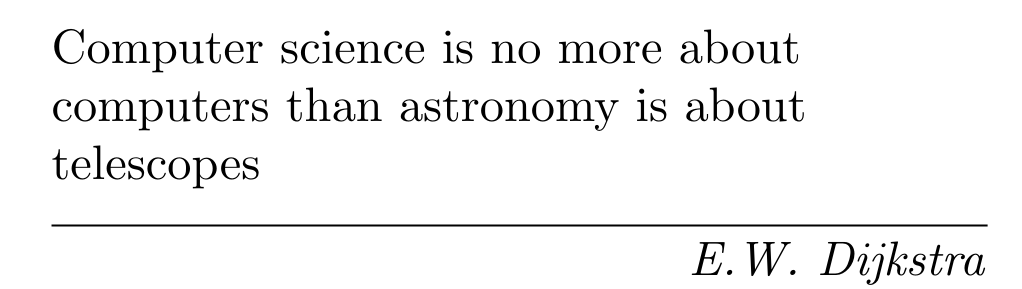 Computer science is no more about
computers than astronomy is about
telescopes
E.W. Dijkstra